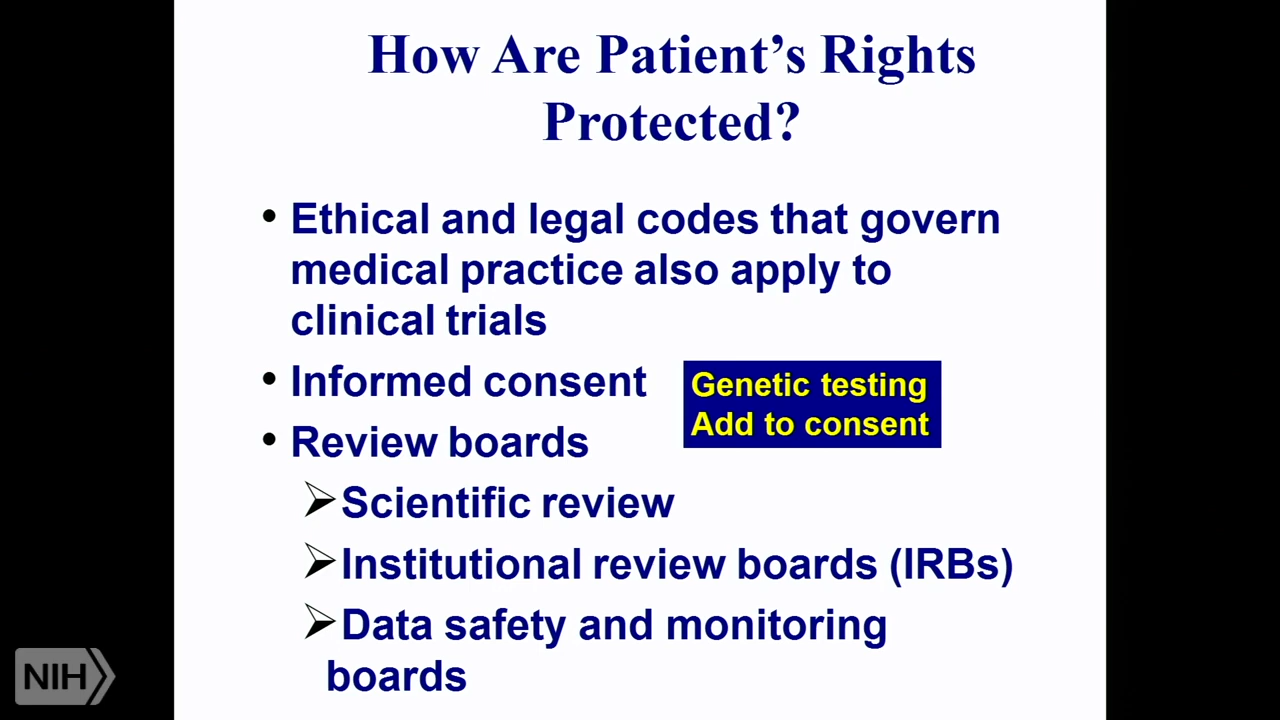 How Are Patient’s Rights
Protected?
• Ethical and legal codes that govern
medical practice also apply to
clinical trials
• Informed consent
Genetic testing
Add to consent
• Review boards
➢Scientific review
➢Institutional review boards (IRBs)
➢Data safety and monitoring
boards
NIH